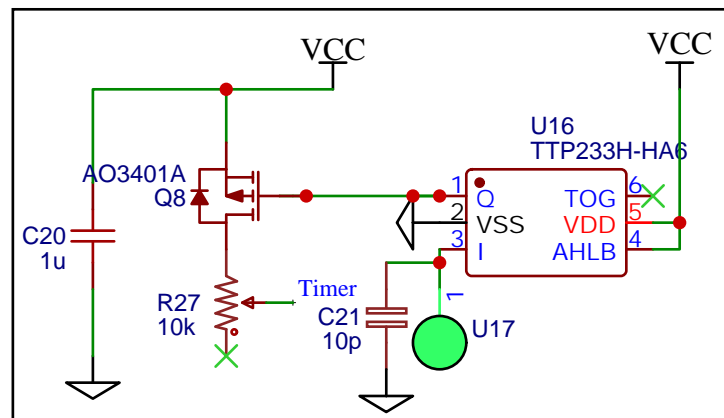 VCC
VCC
U16
TTP233H-HA6
AO3401A
Q8
1
Q
TOG
6
2
VSS
VDD
5
3
I
AHLB
4
C20
1u
R27
10k
Timer
C21
10p
1
U17